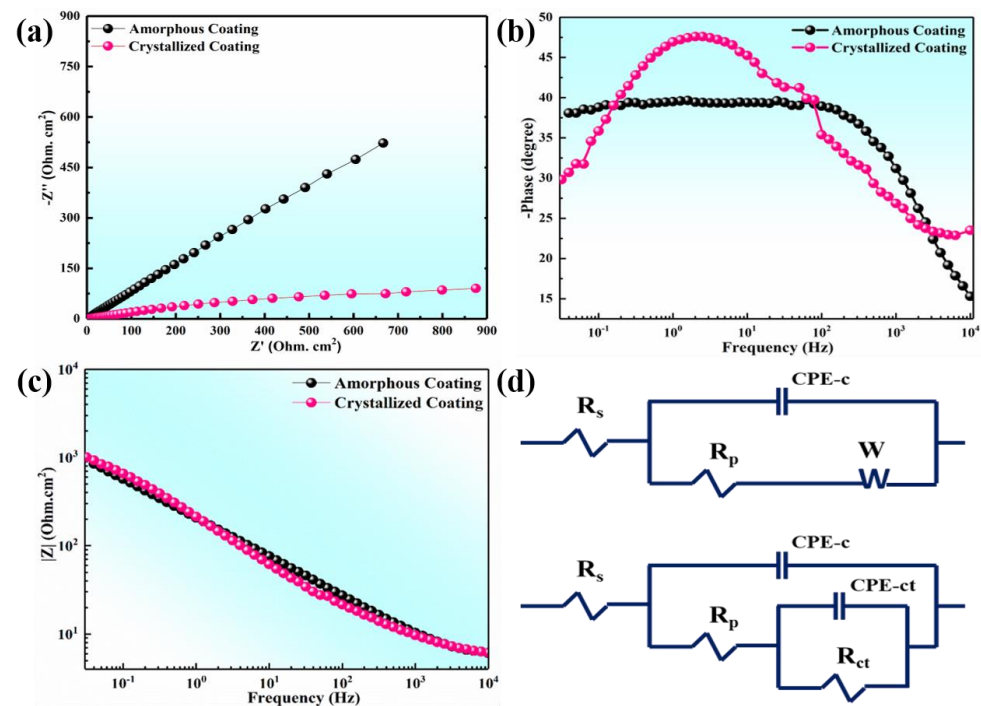 (a)
Amorphous Coating
Crystallized Coating
-Z'' (Ohm. cm²)
900
750
600
450
300
150
0
0 100 200 300 400 500 600 700 800 900
Z' (Ohm. cm²)
(b)
Amorphous Coating
Crystallized Coating
-Phase (degree)
50
45
40
35
30
25
20
15
10⁻¹ 10⁰ 10¹ 10² 10³ 10⁴
Frequency (Hz)
(c)
Amorphous Coating
Crystallized Coating
|Z| (Ohm.cm²)
10⁴
10³
10²
10¹
10⁻¹ 10⁰ 10¹ 10² 10³ 10⁴
Frequency (Hz)
(d)
CPE-c
Rs
Rp
W
CPE-c
Rs
CPE-ct
Rp
Rct